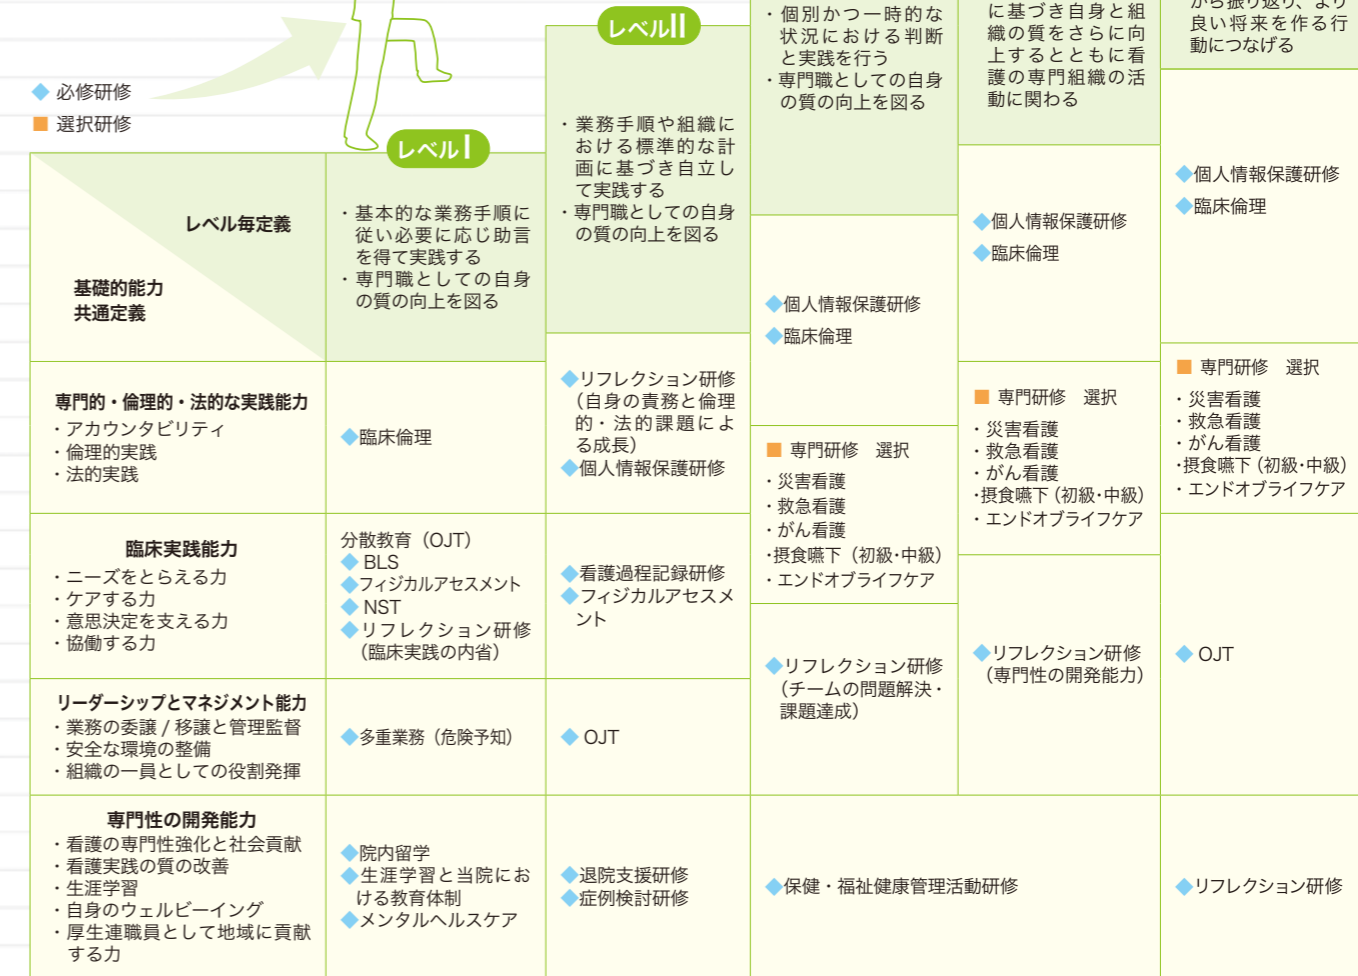 ◆ 必修研修
■ 選択研修
レベル毎定義
基礎的能力
共通定義
専門的・倫理的・法的な実践能力
・アカウンタビリティ
・倫理的実践
・法的実践
臨床実践能力
・ニーズをとらえる力
・ケアする力
・意思決定を支える力
・協働する力
リーダーシップとマネジメント能力
・業務の委譲 / 移譲と管理監督
・安全な環境の整備
・組織の一員としての役割発揮
専門性の開発能力
・看護の専門性強化と社会貢献
・看護実践の質の改善
・生涯学習
・自身のウェルビーイング
・厚生連職員として地域に貢献
する力
レベルⅠ
・基本的な業務手順に
従い必要に応じ助言
を得て実践する
・専門職としての自身
の質の向上を図る
◆臨床倫理
分散教育（OJT）
◆ BLS
◆フィジカルアセスメント
◆ NST
◆リフレクション研修
（臨床実践の内省）
◆多重業務（危険予知）
◆院内留学
◆生涯学習と当院にお
ける教育体制
◆メンタルヘルスケア
レベルⅡ
・業務手順や組織に
おける標準的な計
画に基づき自立し
て実践する
・専門職としての自身
の質の向上を図る
◆リフレクション研修
（自身の責務と倫理
的・法的課題によ
る成長）
◆個人情報保護研修
◆看護過程記録研修
◆フィジカルアセスメ
ント
◆ OJT
◆退院支援研修
◆症例検討研修
・個別かつ一時的な
状況における判断
と実践を行う
・専門職としての自身
の質の向上を図る
◆個人情報保護研修
◆臨床倫理
■ 専門研修　選択
・災害看護
・救急看護
・がん看護
・摂食嚥下（初級・中級）
・エンドオブライフケア
◆リフレクション研修
（チームの問題解決・
課題達成）
◆保健・福祉健康管理活動研修
に基づき自身と組
織の質をさらに向
上するとともに看
護の専門組織の活
動に関わる
◆個人情報保護研修
◆臨床倫理
■ 専門研修　選択
・災害看護
・救急看護
・がん看護
・摂食嚥下（初級・中級）
・エンドオブライフケア
◆リフレクション研修
（専門性の開発能力）
から振り返り、より
良い将来を作る行
動につなげる
◆個人情報保護研修
◆臨床倫理
■ 専門研修　選択
・災害看護
・救急看護
・がん看護
・摂食嚥下（初級・中級）
・エンドオブライフケア
◆ OJT
◆リフレクション研修